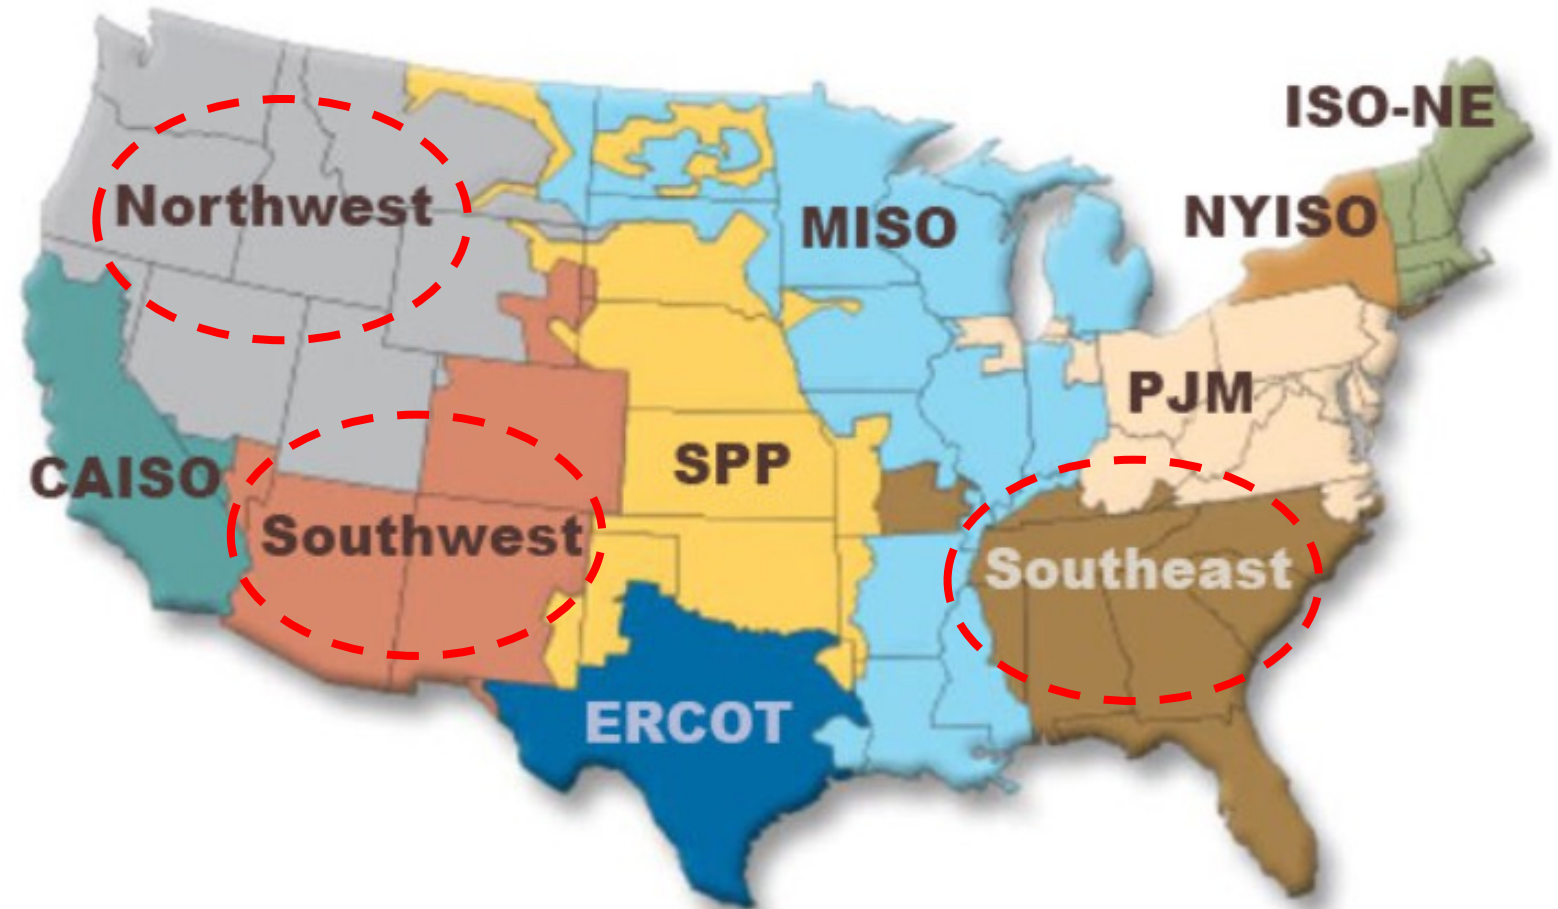 ISO-NE
Northwest
NYISO
MISO
PJM
CAISO
SPP
Southwest
Southeast
ERCOT